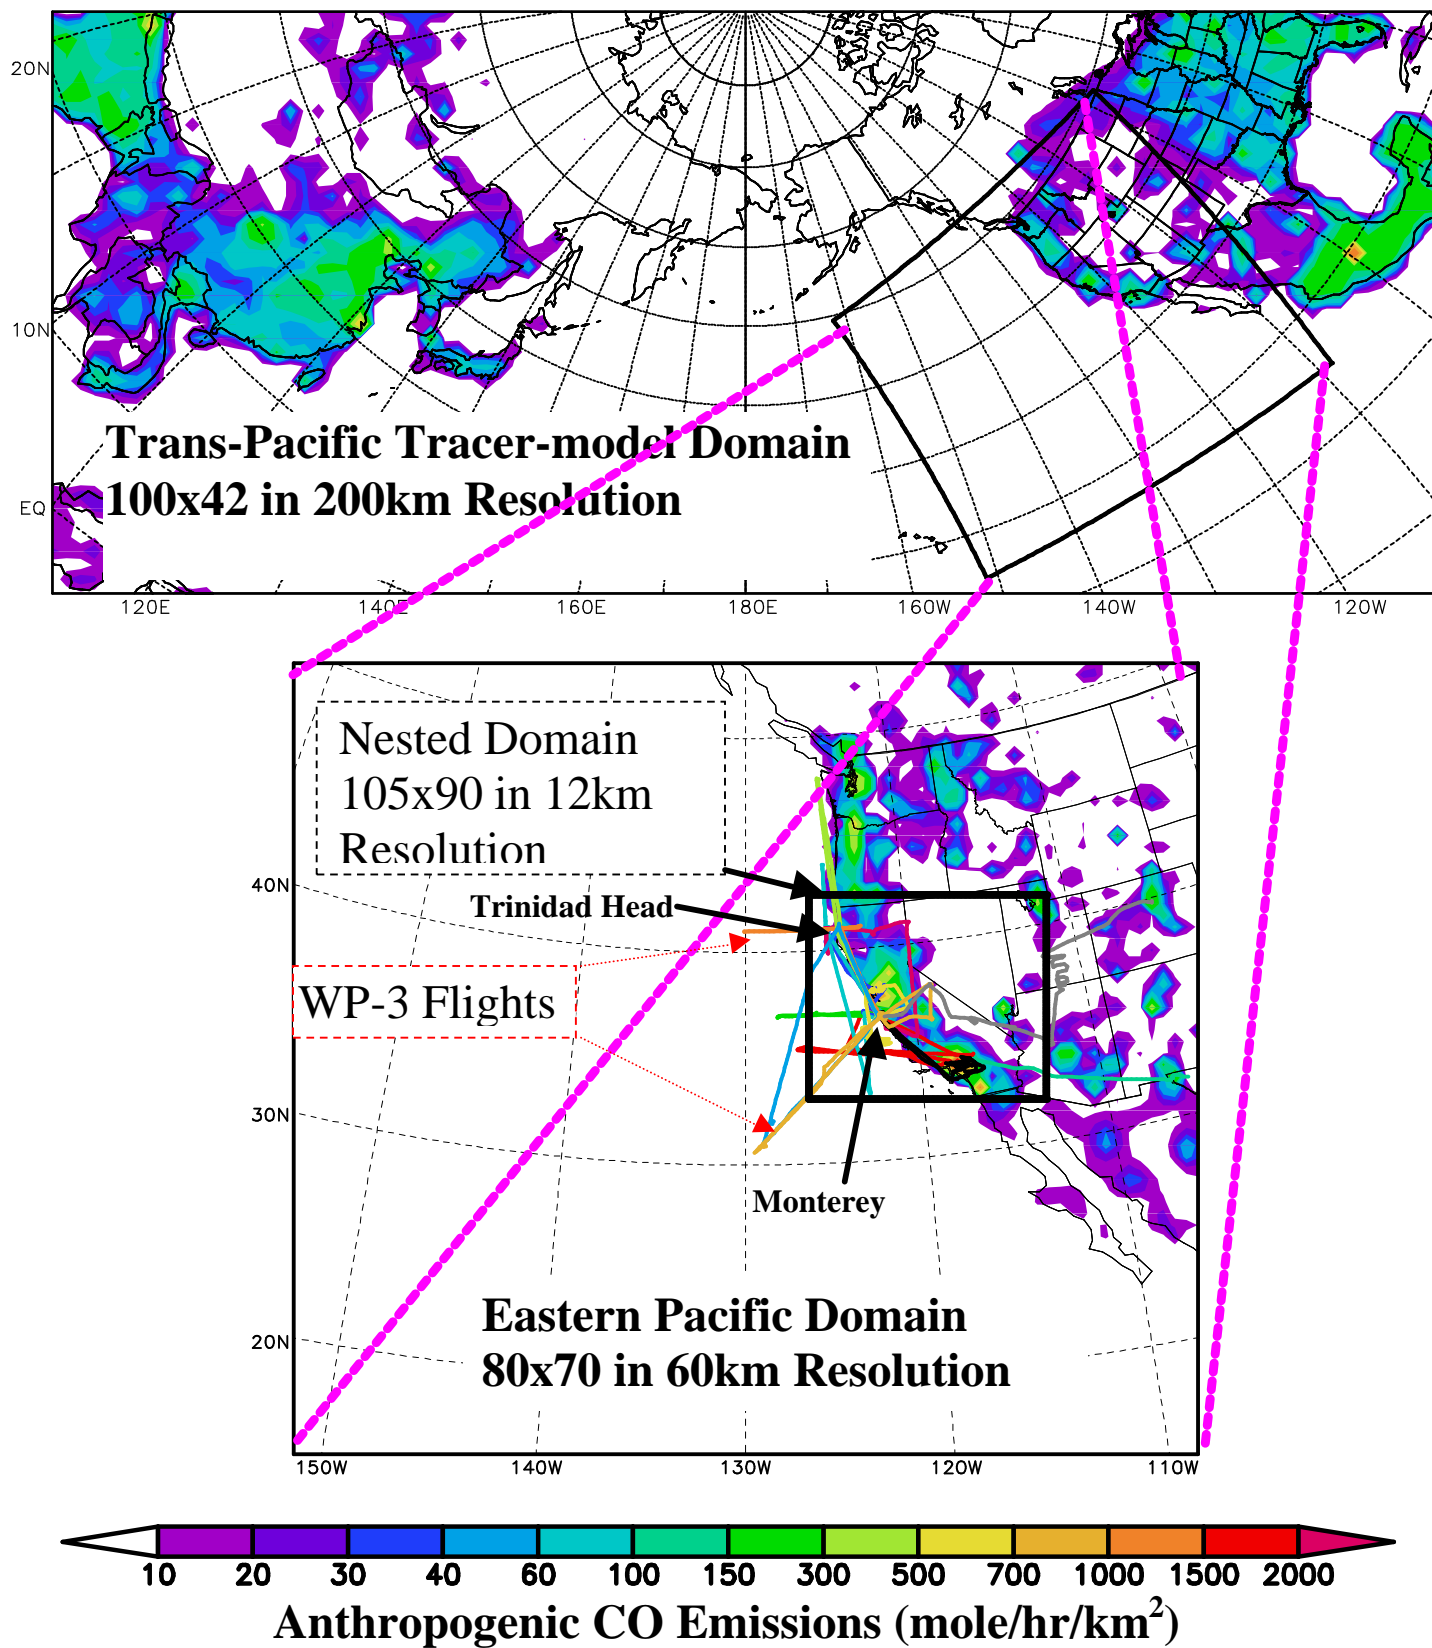 20N
10N
EQ
Trans-Pacific Tracer-model Domain
100x42 in 200km Resolution
120E
140E
160E
180E
160W
140W
120W
Nested Domain
105x90 in 12km
Resolution
40N
Trinidad Head
WP-3 Flights
30N
Monterey
20N
Eastern Pacific Domain
80x70 in 60km Resolution
150W
140W
130W
120W
110W
10 20 30 40 60 100 150 300 500 700 1000 1500 2000
Anthropogenic CO Emissions (mole/hr/km²)